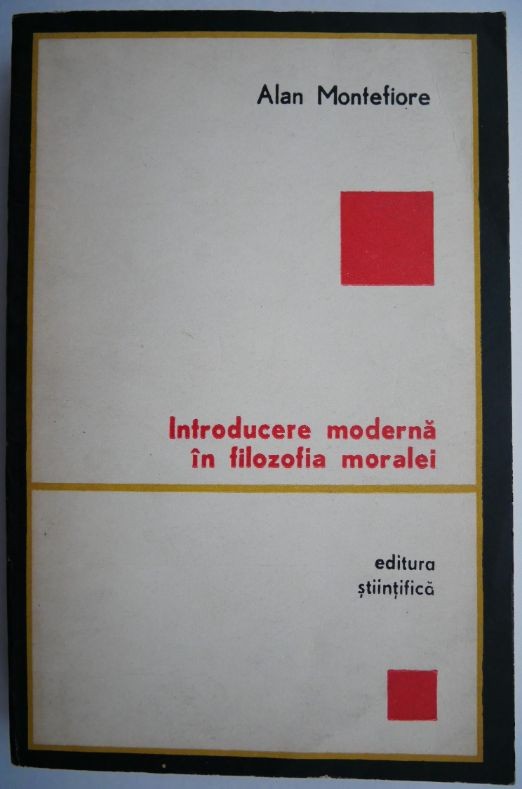 Alan Montefiore
Introducere modernă
în filozofia moralei
editura
științifică